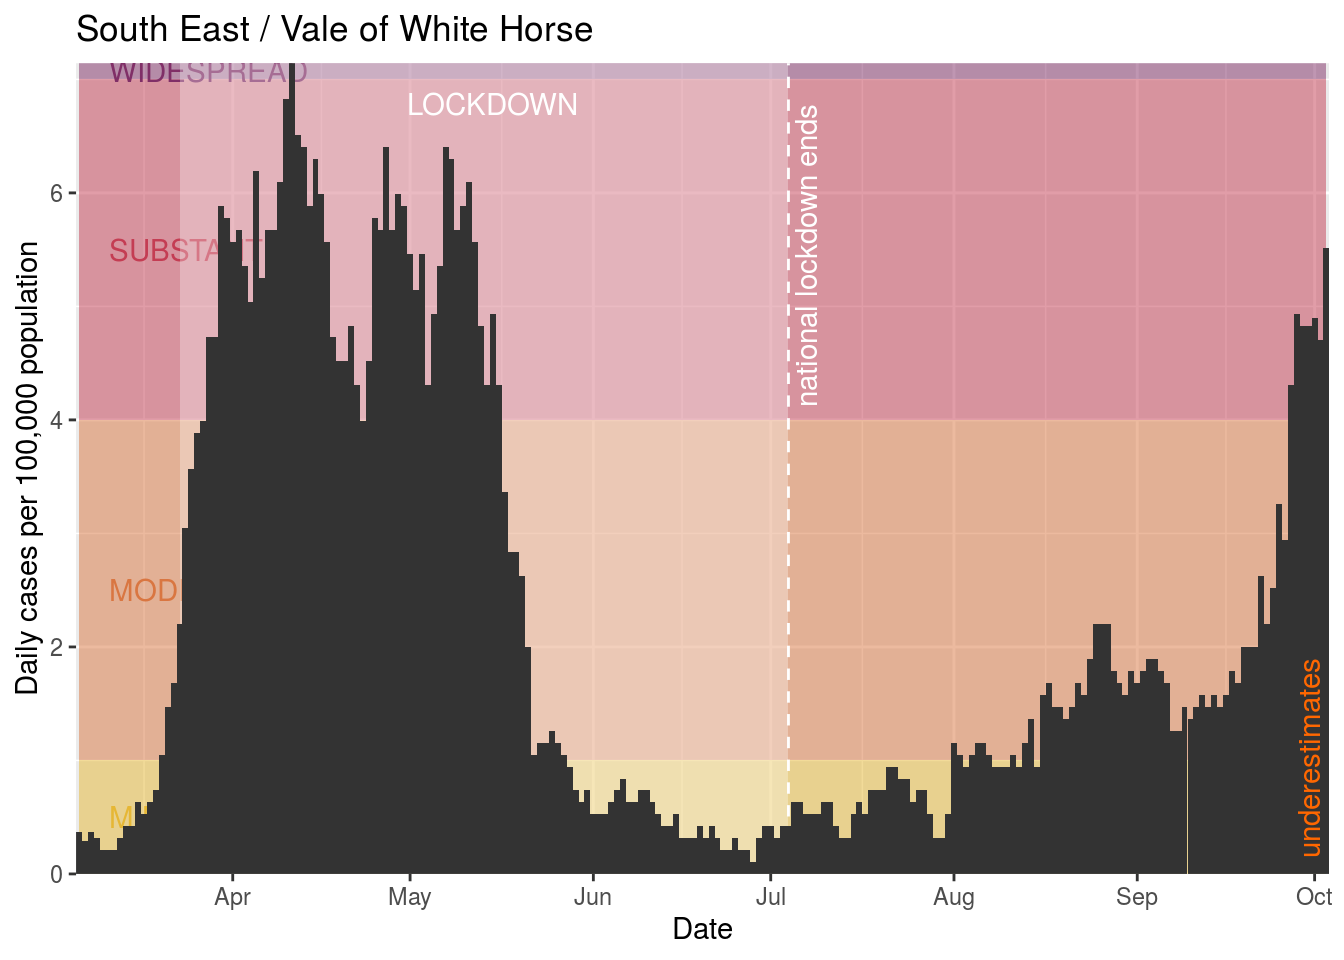 South East / Vale of White Horse
WIDESPREAD
LOCKDOWN
national lockdown ends
SUBSTA
MOD
M
underestimates
Daily cases per 100,000 population
6
4
2
0
Apr May Jun Jul Aug Sep Oct
Date